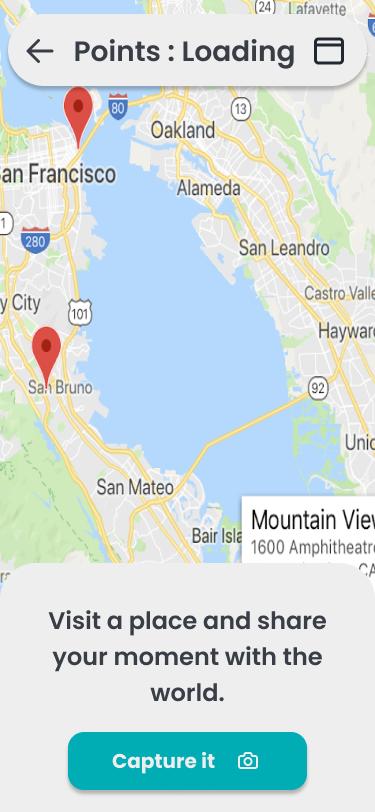 (24) Lafayette
Points : Loading
80
13
Oakland
San Francisco
Alameda
1
280
San Leandro
Castro Valle
y City
101
Haywar
San Bruno
92
Unio
San Mateo
Mountain View
Bair Isla
1600 Amphitheatr
CA
Visit a place and share
your moment with the
world.
Capture it